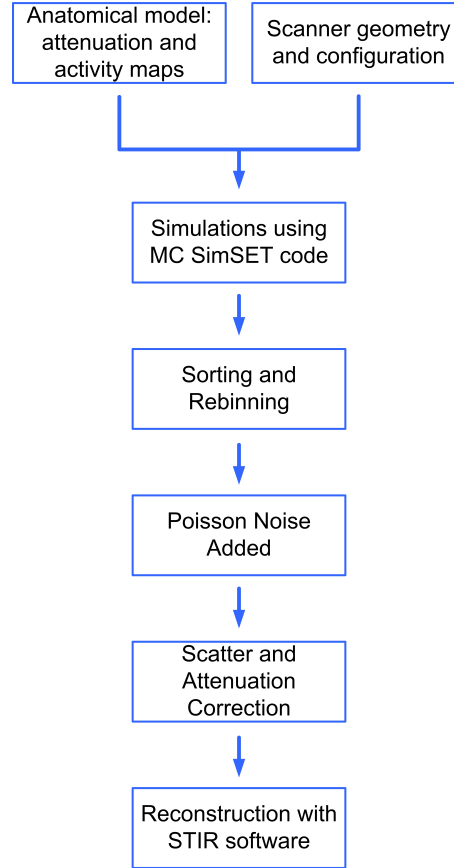 Anatomical model:
attenuation and
activity maps
Scanner geometry
and configuration
Simulations using
MC SimSET code
Sorting and
Rebinning
Poisson Noise
Added
Scatter and
Attenuation
Correction
Reconstruction with
STIR software